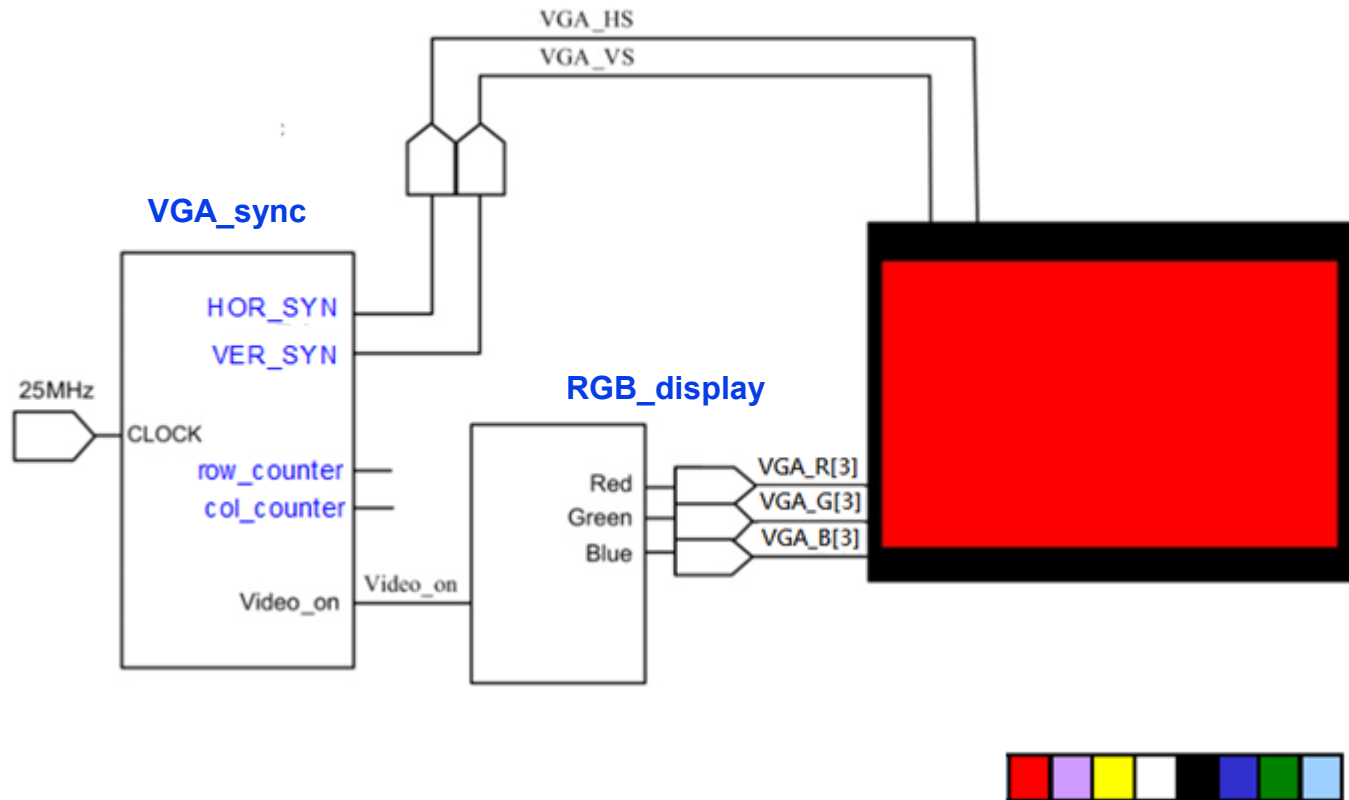 VGA_HS
VGA_VS
:
VGA_sync
HOR_SYN
VER_SYN
25MHz
CLOCK
row_counter
col_counter
Video_on
Video_on
RGB_display
Red
Green
Blue
VGA_R[3]
VGA_G[3]
VGA_B[3]